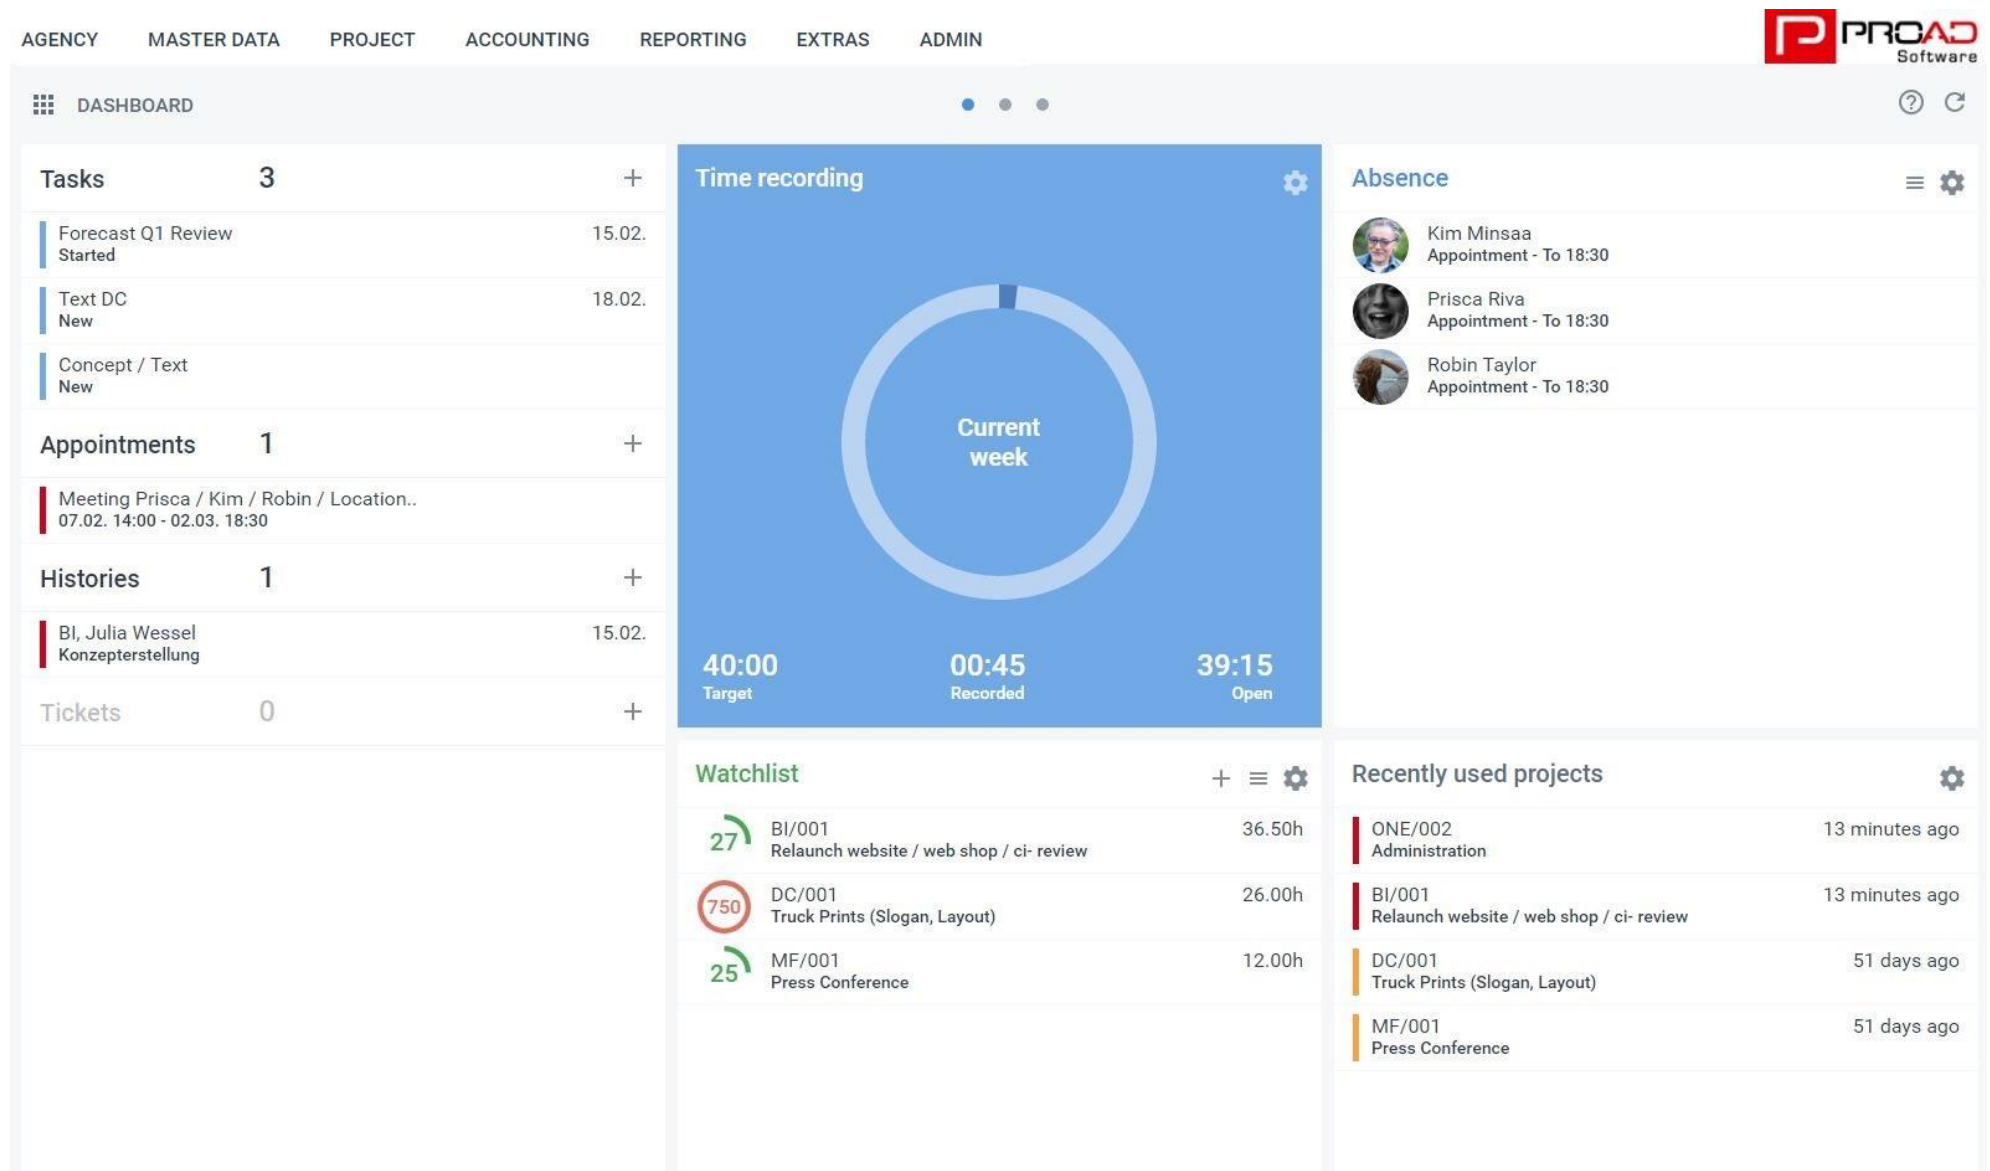 AGENCY MASTER DATA PROJECT ACCOUNTING REPORTING EXTRAS ADMIN
PROAD
Software
DASHBOARD
Tasks 3
Forecast Q1 Review 15.02.
Started
Text DC 18.02.
New
Concept / Text
New
Appointments 1
Meeting Prisca / Kim / Robin / Location..
07.02. 14:00 - 02.03. 18:30
Histories 1
BI, Julia Wessel 15.02.
Konzepterstellung
Tickets 0
Time recording
Current
week
40:00 00:45 39:15
Target Recorded Open
Absence
Kim Minsaa
Appointment - To 18:30
Prisca Riva
Appointment - To 18:30
Robin Taylor
Appointment - To 18:30
Watchlist
27 BI/001 36.50h
Relaunch website / web shop / ci- review
750 DC/001 26.00h
Truck Prints (Slogan, Layout)
25 MF/001 12.00h
Press Conference
Recently used projects
ONE/002 13 minutes ago
Administration
BI/001 13 minutes ago
Relaunch website / web shop / ci- review
DC/001 51 days ago
Truck Prints (Slogan, Layout)
MF/001 51 days ago
Press Conference